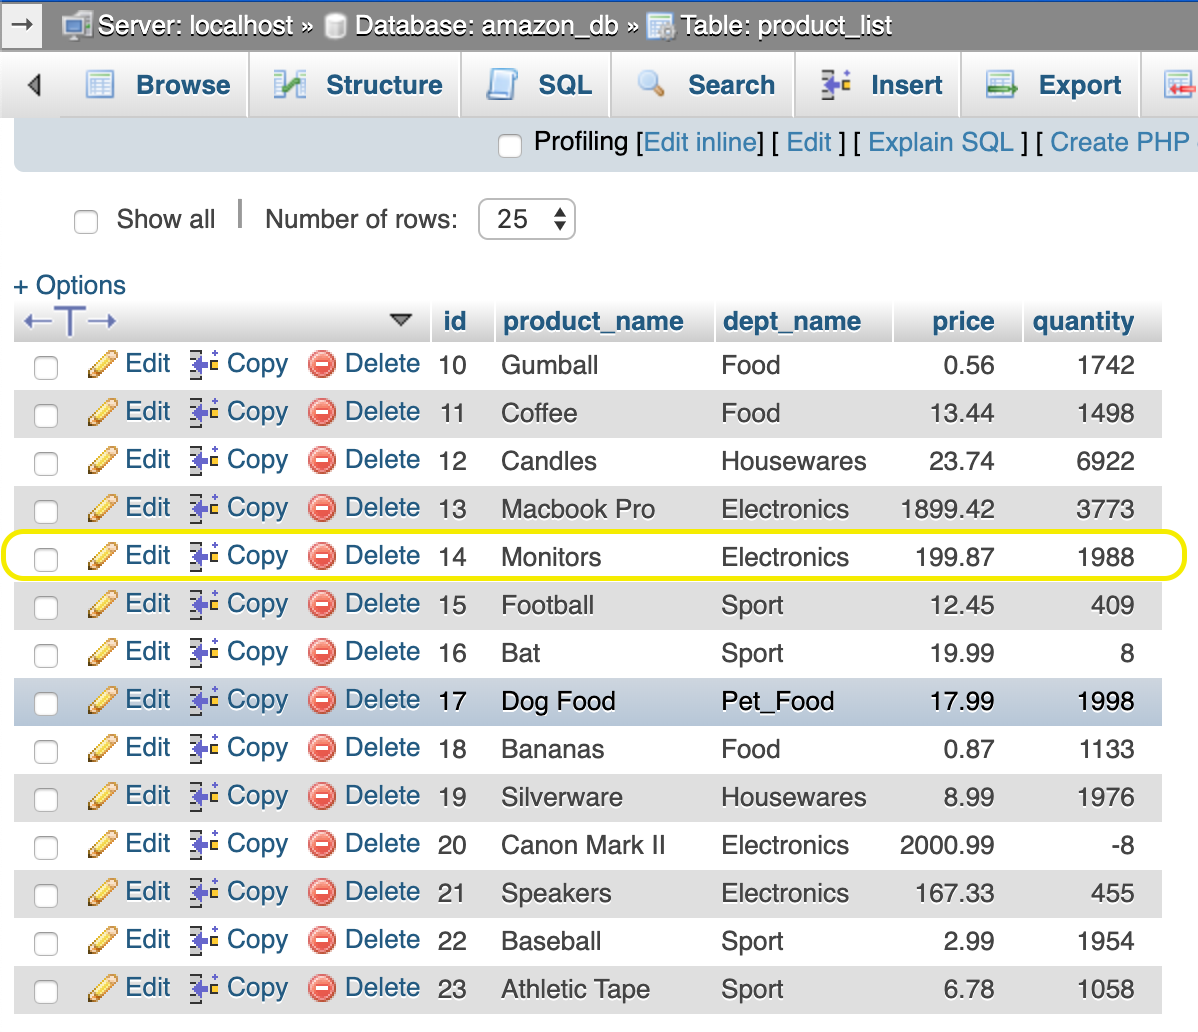 → Server: localhost » Database: amazon_db » Table: product_list
Browse Structure SQL Search Insert Export
Profiling [Edit inline] [ Edit ] [ Explain SQL ] [ Create PHP
Show all | Number of rows: 25
+ Options
←T→ id product_name dept_name price quantity
Edit Copy Delete 10 Gumball Food 0.56 1742
Edit Copy Delete 11 Coffee Food 13.44 1498
Edit Copy Delete 12 Candles Housewares 23.74 6922
Edit Copy Delete 13 Macbook Pro Electronics 1899.42 3773
Edit Copy Delete 14 Monitors Electronics 199.87 1988
Edit Copy Delete 15 Football Sport 12.45 409
Edit Copy Delete 16 Bat Sport 19.99 8
Edit Copy Delete 17 Dog Food Pet_Food 17.99 1998
Edit Copy Delete 18 Bananas Food 0.87 1133
Edit Copy Delete 19 Silverware Housewares 8.99 1976
Edit Copy Delete 20 Canon Mark II Electronics 2000.99 -8
Edit Copy Delete 21 Speakers Electronics 167.33 455
Edit Copy Delete 22 Baseball Sport 2.99 1954
Edit Copy Delete 23 Athletic Tape Sport 6.78 1058